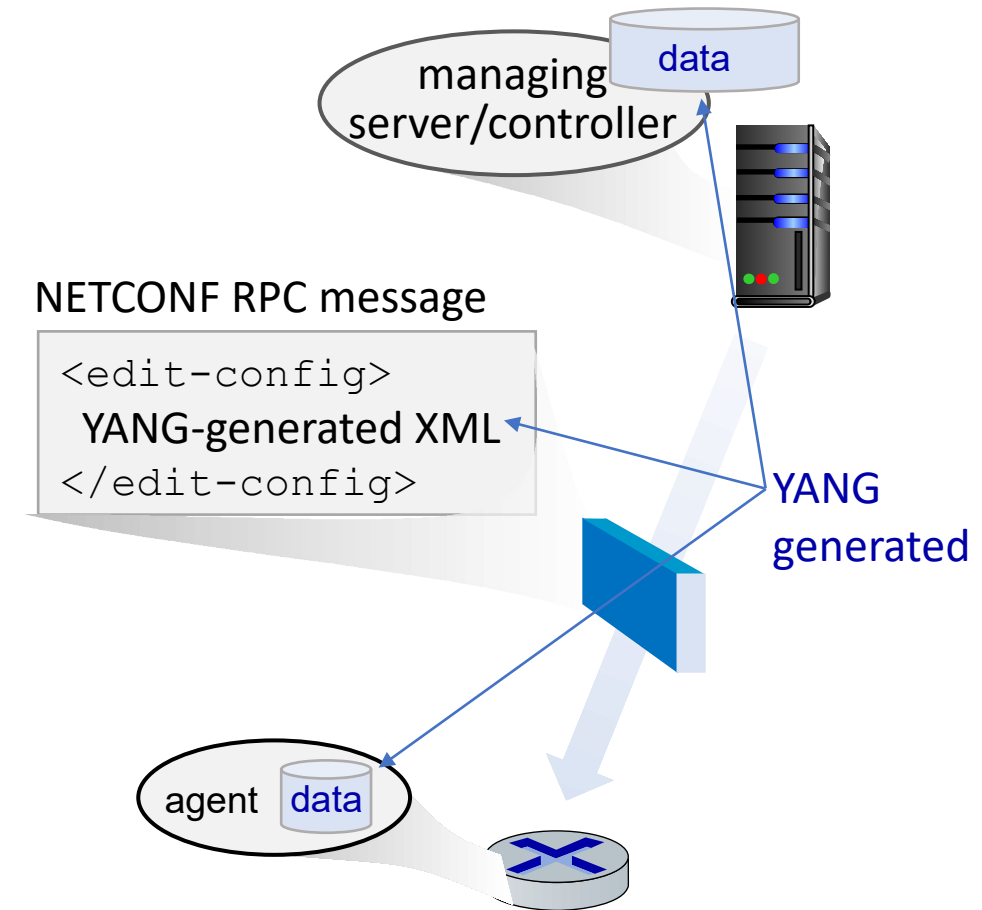 data
managing
server/controller
NETCONF RPC message
<edit-config>
YANG-generated XML
</edit-config>
YANG
generated
agent data